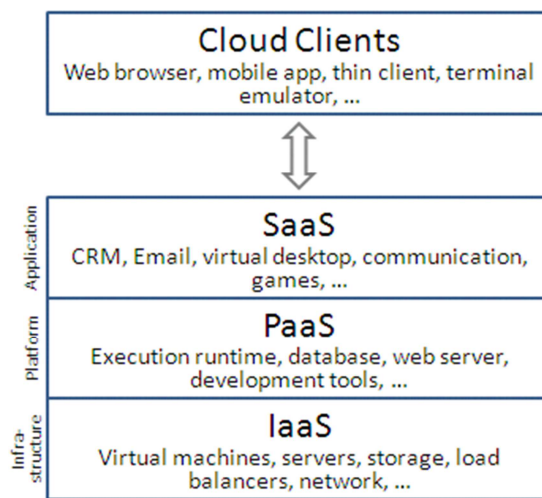 Cloud Clients
Web browser, mobile app, thin client, terminal
emulator, ...
Application
SaaS
CRM, Email, virtual desktop, communication,
games, ...
Platform
PaaS
Execution runtime, database, web server,
development tools, ...
Infra-
structure
IaaS
Virtual machines, servers, storage, load
balancers, network, ...